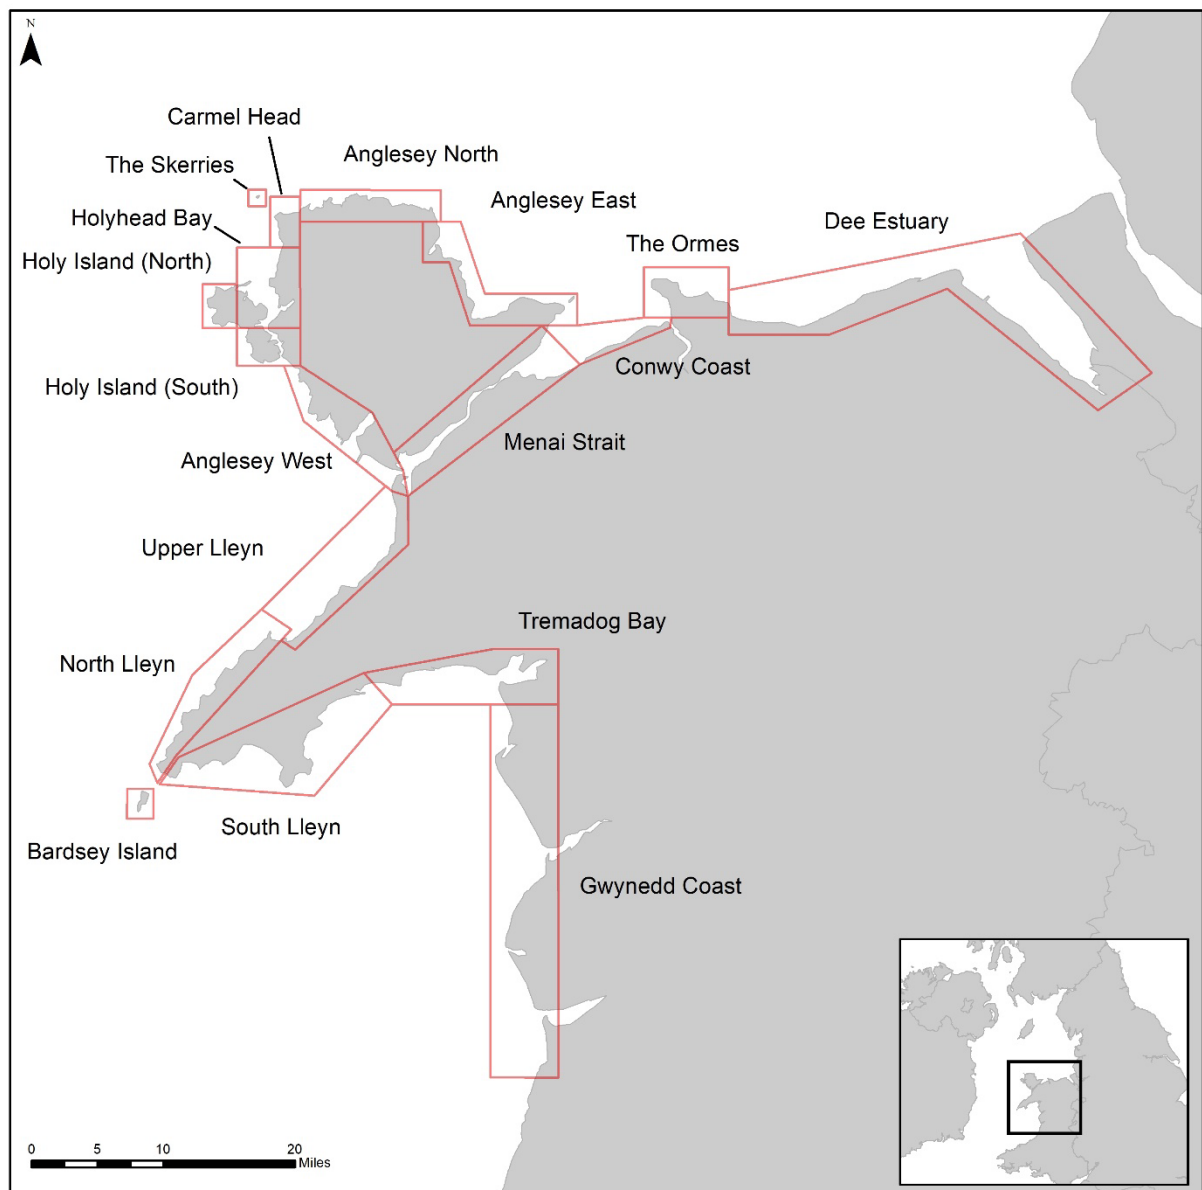 N
Carmel Head
Anglesey North
The Skerries
Anglesey East
Holyhead Bay
Dee Estuary
The Ormes
Holy Island (North)
Conwy Coast
Holy Island (South)
Menai Strait
Anglesey West
Upper Lleyn
Tremadog Bay
North Lleyn
South Lleyn
Bardsey Island
Gwynedd Coast
0 5 10 20
Miles